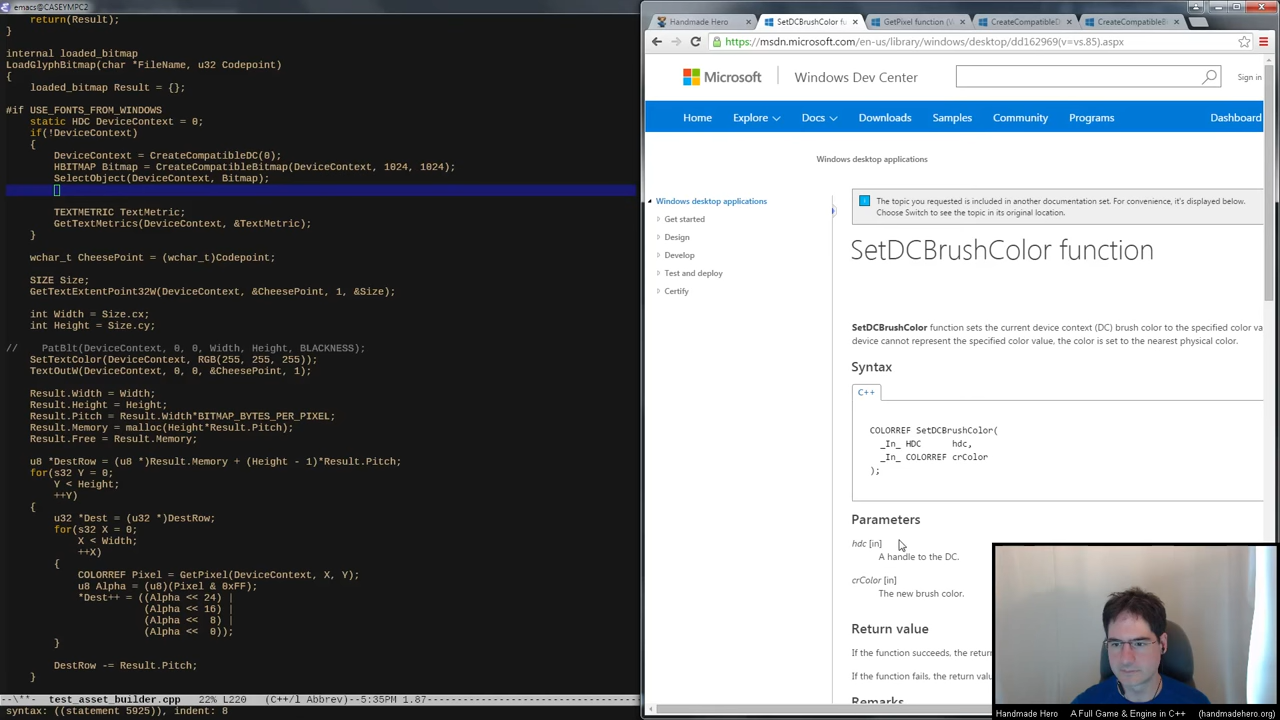 emacs@CASEYMPC2
return(Result);
}
internal loaded_bitmap
LoadGlyphBitmap(char *FileName, u32 Codepoint)
{
loaded_bitmap Result = {};
#if USE_FONTS_FROM_WINDOWS
static HDC DeviceContext = 0;
if(!DeviceContext)
{
DeviceContext = CreateCompatibleDC(0);
HBITMAP Bitmap = CreateCompatibleBitmap(DeviceContext, 1024, 1024);
SelectObject(DeviceContext, Bitmap);
TEXTMETRIC TextMetric;
GetTextMetrics(DeviceContext, &TextMetric);
}
wchar_t CheesePoint = (wchar_t)Codepoint;
SIZE Size;
GetTextExtentPoint32W(DeviceContext, &CheesePoint, 1, &Size);
int Width = Size.cx;
int Height = Size.cy;
// PatBlt(DeviceContext, 0, 0, Width, Height, BLACKNESS);
SetTextColor(DeviceContext, RGB(255, 255, 255));
TextOutW(DeviceContext, 0, 0, &CheesePoint, 1);
Result.Width = Width;
Result.Height = Height;
Result.Pitch = Result.Width*BITMAP_BYTES_PER_PIXEL;
Result.Memory = malloc(Height*Result.Pitch);
Result.Free = Result.Memory;
u8 *DestRow = (u8 *)Result.Memory + (Height - 1)*Result.Pitch;
for(s32 Y = 0;
Y < Height;
++Y)
{
u32 *Dest = (u32 *)DestRow;
for(s32 X = 0;
X < Width;
++X)
{
COLORREF Pixel = GetPixel(DeviceContext, X, Y);
u8 Alpha = (u8)(Pixel & 0xFF);
*Dest++ = ((Alpha << 24) |
(Alpha << 16) |
(Alpha << 8) |
(Alpha << 0));
}
DestRow -= Result.Pitch;
}
--\**- test_asset_builder.cpp 22% L220 (C++/l Abbrev)--5:35PM 1.87
syntax: ((statement 5925)), indent: 8
Handmade Hero
SetDCBrushColor fu
GetPixel function (V
CreateCompatibleD
CreateCompatibleB
https://msdn.microsoft.com/en-us/library/windows/desktop/dd162969(v=vs.85).aspx
Microsoft
Windows Dev Center
Sign in
Home
Explore
Docs
Downloads
Samples
Community
Programs
Dashboard
Windows desktop applications
Windows desktop applications
Get started
Design
Develop
Test and deploy
Certify
The topic you requested is included in another documentation set. For convenience, it's displayed below.
Choose Switch to see the topic in its original location.
SetDCBrushColor function
SetDCBrushColor function sets the current device context (DC) brush color to the specified color va
device cannot represent the specified color value, the color is set to the nearest physical color.
Syntax
C++
COLORREF SetDCBrushColor(
_In_ HDC hdc,
_In_ COLORREF crColor
);
Parameters
hdc [in]
A handle to the DC.
crColor [in]
The new brush color.
Return value
If the function succeeds, the return
If the function fails, the return valu
Remarks
Handmade Hero A Full Game & Engine in C++ (handmadehero.org)